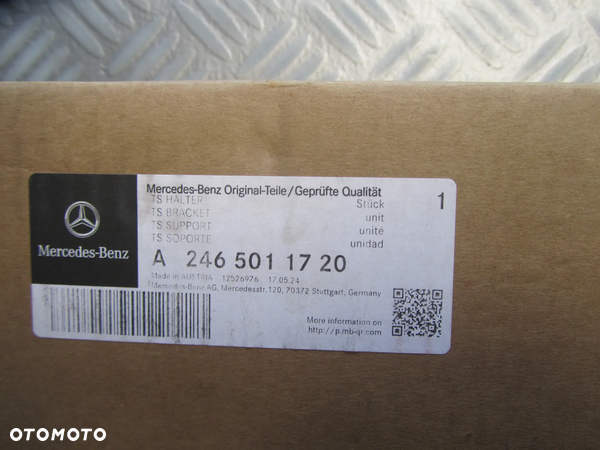 Mercedes-Benz Original-Teile/Geprüfte Qualität
TS HALTER Stück 1
TS BRACKET unit
TS SUPPORT unité
TS SOPORTE unidad
Mercedes-Benz
A 246 501 17 20
Made in AUSTRIA 12526976 17.05.24
Mercedes-Benz AG, Mercedesstr.120, 70372 Stuttgart, Germany
More information on
http://p.mb-qr.com
OTOMOTO